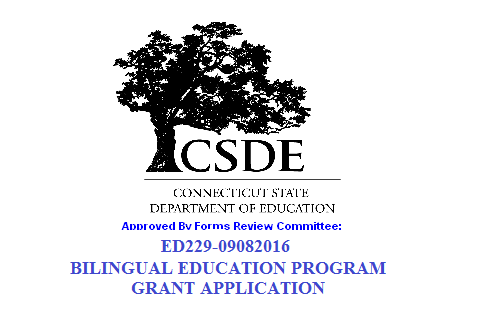 CSDE
CONNECTICUT STATE
DEPARTMENT OF EDUCATION
Approved By Forms Review Committee:
ED229-09082016
BILINGUAL EDUCATION PROGRAM
GRANT APPLICATION